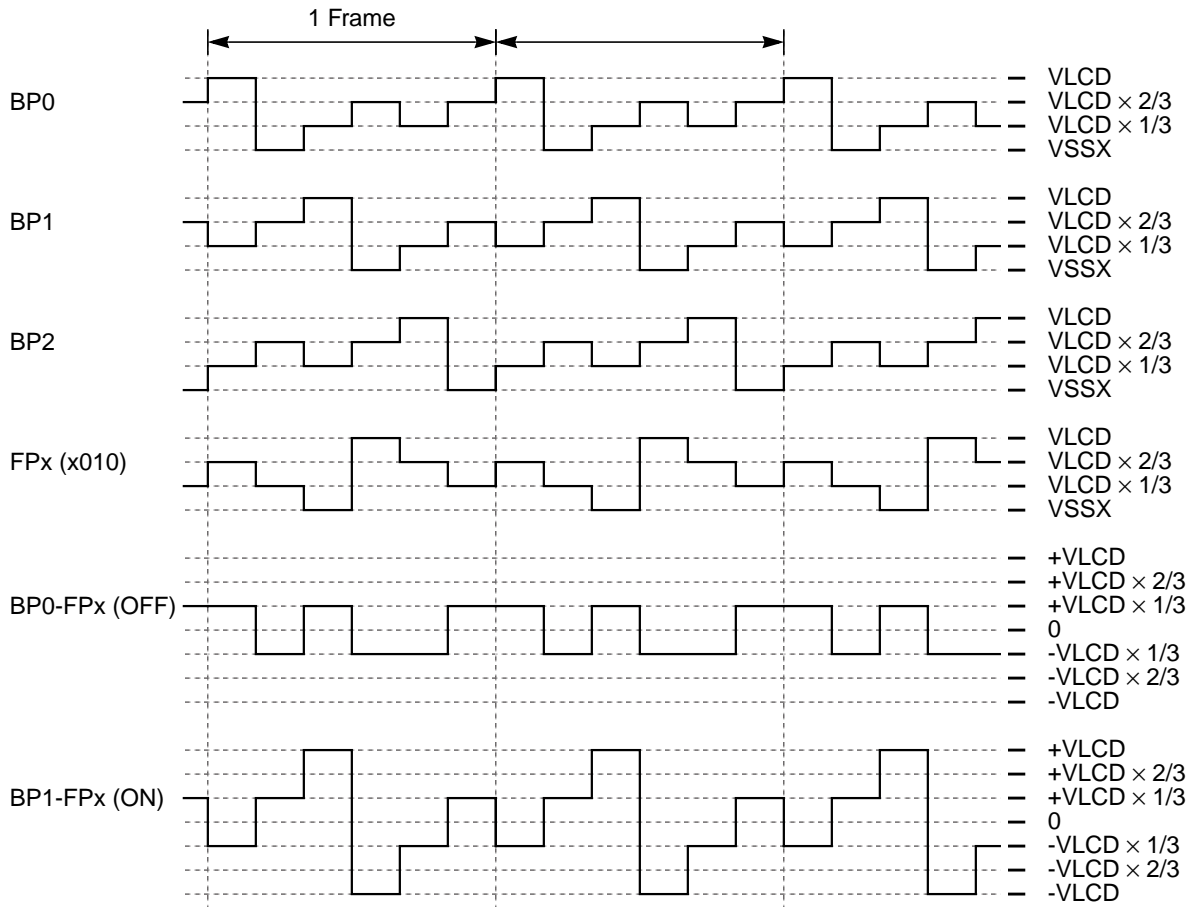 1 Frame
BP0
VLCD
VLCD × 2/3
VLCD × 1/3
VSSX
BP1
VLCD
VLCD × 2/3
VLCD × 1/3
VSSX
BP2
VLCD
VLCD × 2/3
VLCD × 1/3
VSSX
FPx (x010)
VLCD
VLCD × 2/3
VLCD × 1/3
VSSX
BP0-FPx (OFF)
+VLCD
+VLCD × 2/3
+VLCD × 1/3
0
-VLCD × 1/3
-VLCD × 2/3
-VLCD
BP1-FPx (ON)
+VLCD
+VLCD × 2/3
+VLCD × 1/3
0
-VLCD × 1/3
-VLCD × 2/3
-VLCD